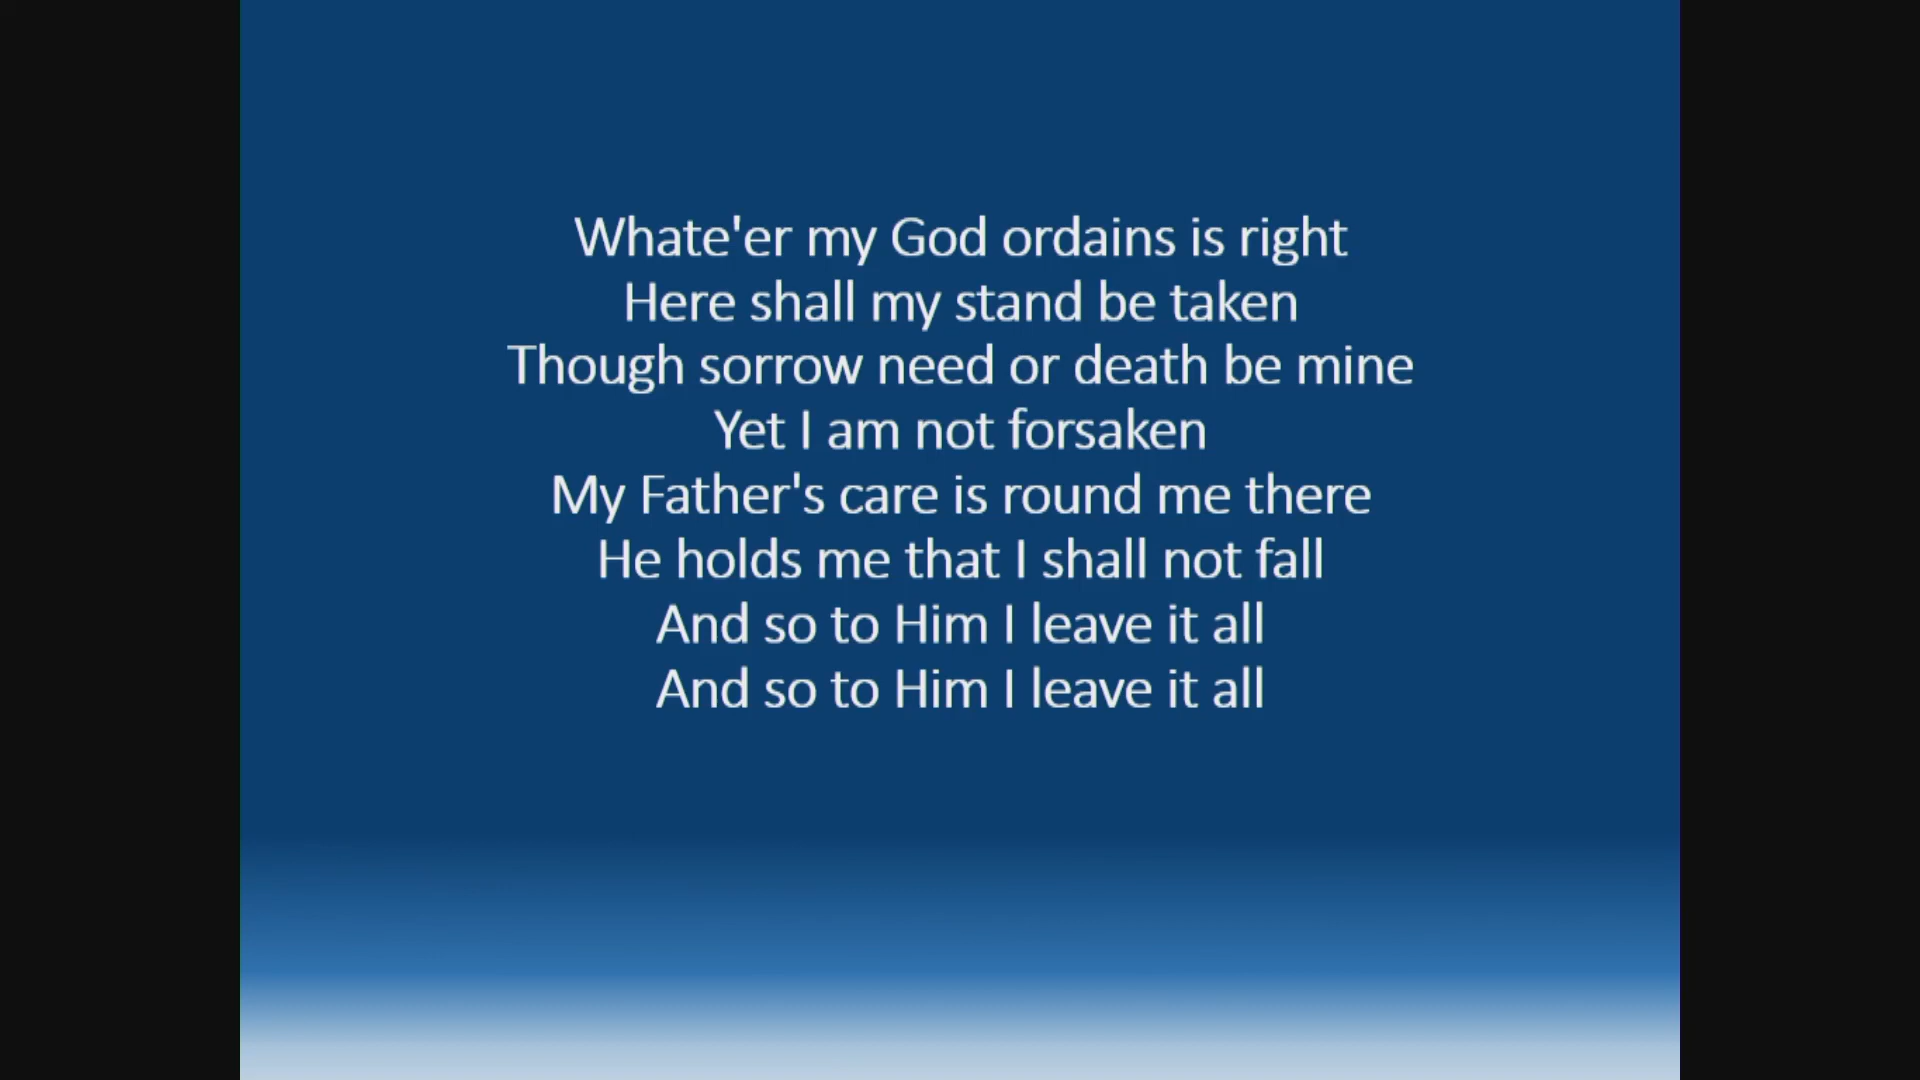 Whate'er my God ordains is right
Here shall my stand be taken
Though sorrow need or death be mine
Yet I am not forsaken
My Father's care is round me there
He holds me that I shall not fall
And so to Him I leave it all
And so to Him I leave it all